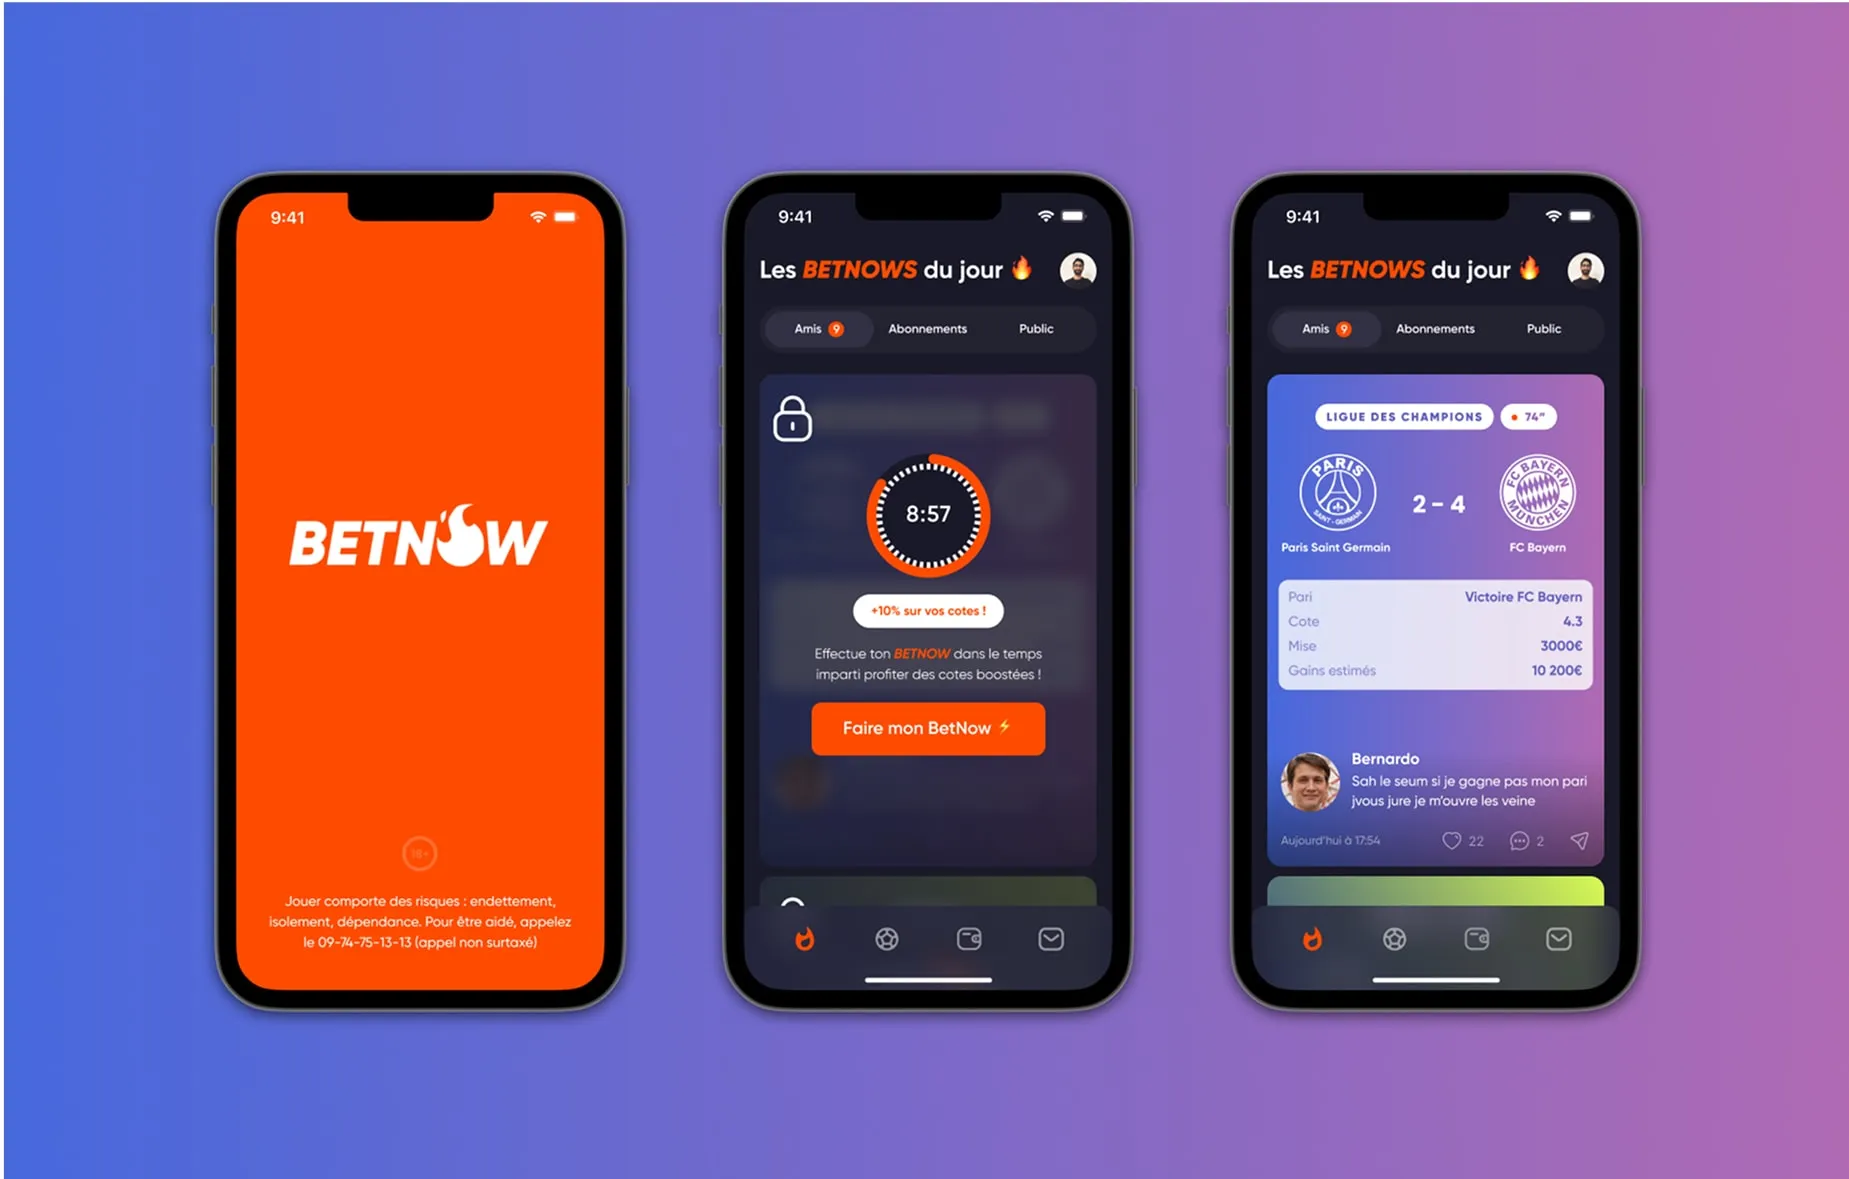 9:41
BETNOW
18+
Jouer comporte des risques : endettement,
isolement, dépendance. Pour être aidé, appelez
le 09-74-75-13-13 (appel non surtaxé)
9:41
Les BETNOWS du jour 🔥
Amis 9 Abonnements Public
8:57
+10% sur vos cotes !
Effectue ton BETNOW dans le temps
imparti profiter des cotes boostées !
Faire mon BetNow ⚡
9:41
Les BETNOWS du jour 🔥
Amis 9 Abonnements Public
LIGUE DES CHAMPIONS 74"
PARIS
SAINT-GERMAIN
2 - 4
FC BAYERN
MÜNCHEN
Paris Saint Germain FC Bayern
Pari Victoire FC Bayern
Cote 4.3
Mise 3000€
Gains estimés 10 200€
Bernardo
Sah le seum si je gagne pas mon pari
jvous jure je m'ouvre les veine
Aujourd'hui à 17:54 22 2